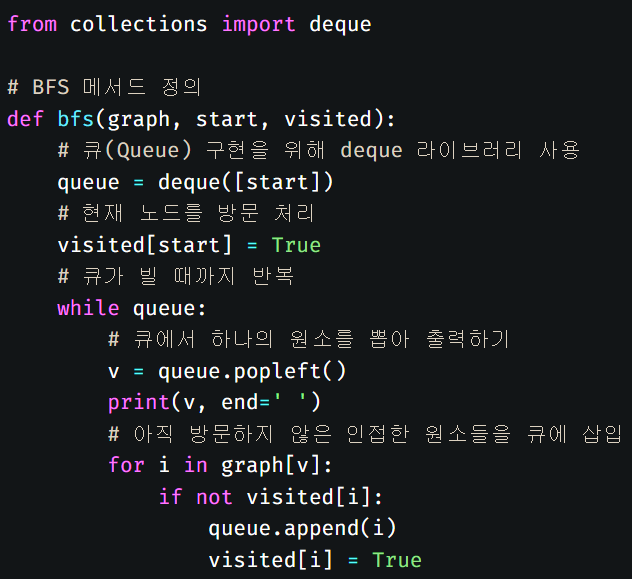 from collections import deque

# BFS 메서드 정의
def bfs(graph, start, visited):
    # 큐(Queue) 구현을 위해 deque 라이브러리 사용
    queue = deque([start])
    # 현재 노드를 방문 처리
    visited[start] = True
    # 큐가 빌 때까지 반복
    while queue:
        # 큐에서 하나의 원소를 뽑아 출력하기
        v = queue.popleft()
        print(v, end=' ')
        # 아직 방문하지 않은 인접한 원소들을 큐에 삽입
        for i in graph[v]:
            if not visited[i]:
                queue.append(i)
                visited[i] = True